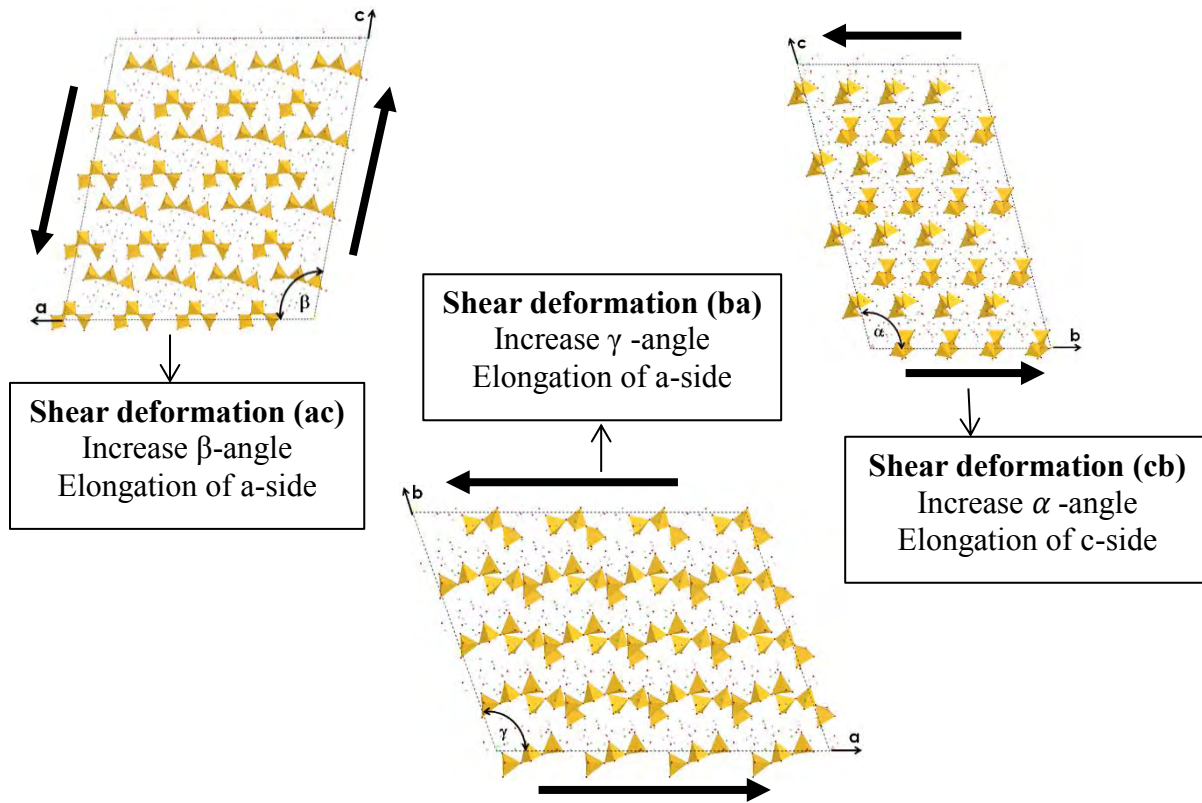 c
a
β
Shear deformation (ac)
Increase β-angle
Elongation of a-side
Shear deformation (ba)
Increase γ -angle
Elongation of a-side
b
γ
a
c
α
b
Shear deformation (cb)
Increase α -angle
Elongation of c-side